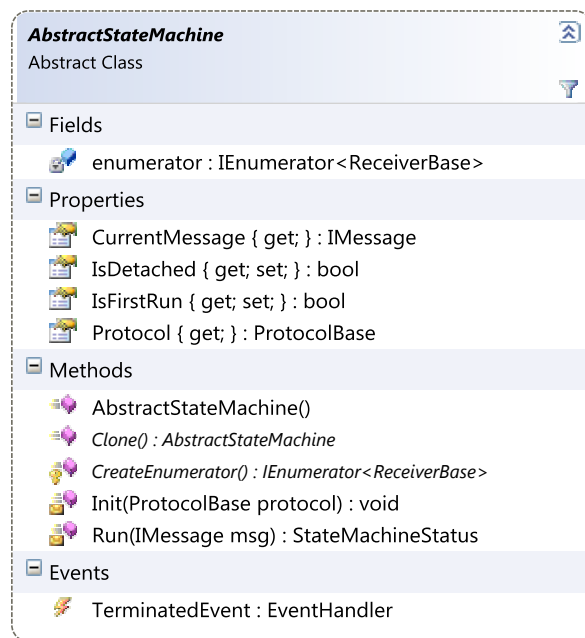 AbstractStateMachine
Abstract Class
Fields
enumerator : IEnumerator<ReceiverBase>
Properties
CurrentMessage { get; } : IMessage
IsDetached { get; set; } : bool
IsFirstRun { get; set; } : bool
Protocol { get; } : ProtocolBase
Methods
AbstractStateMachine()
Clone() : AbstractStateMachine
CreateEnumerator() : IEnumerator<ReceiverBase>
Init(ProtocolBase protocol) : void
Run(IMessage msg) : StateMachineStatus
Events
TerminatedEvent : EventHandler